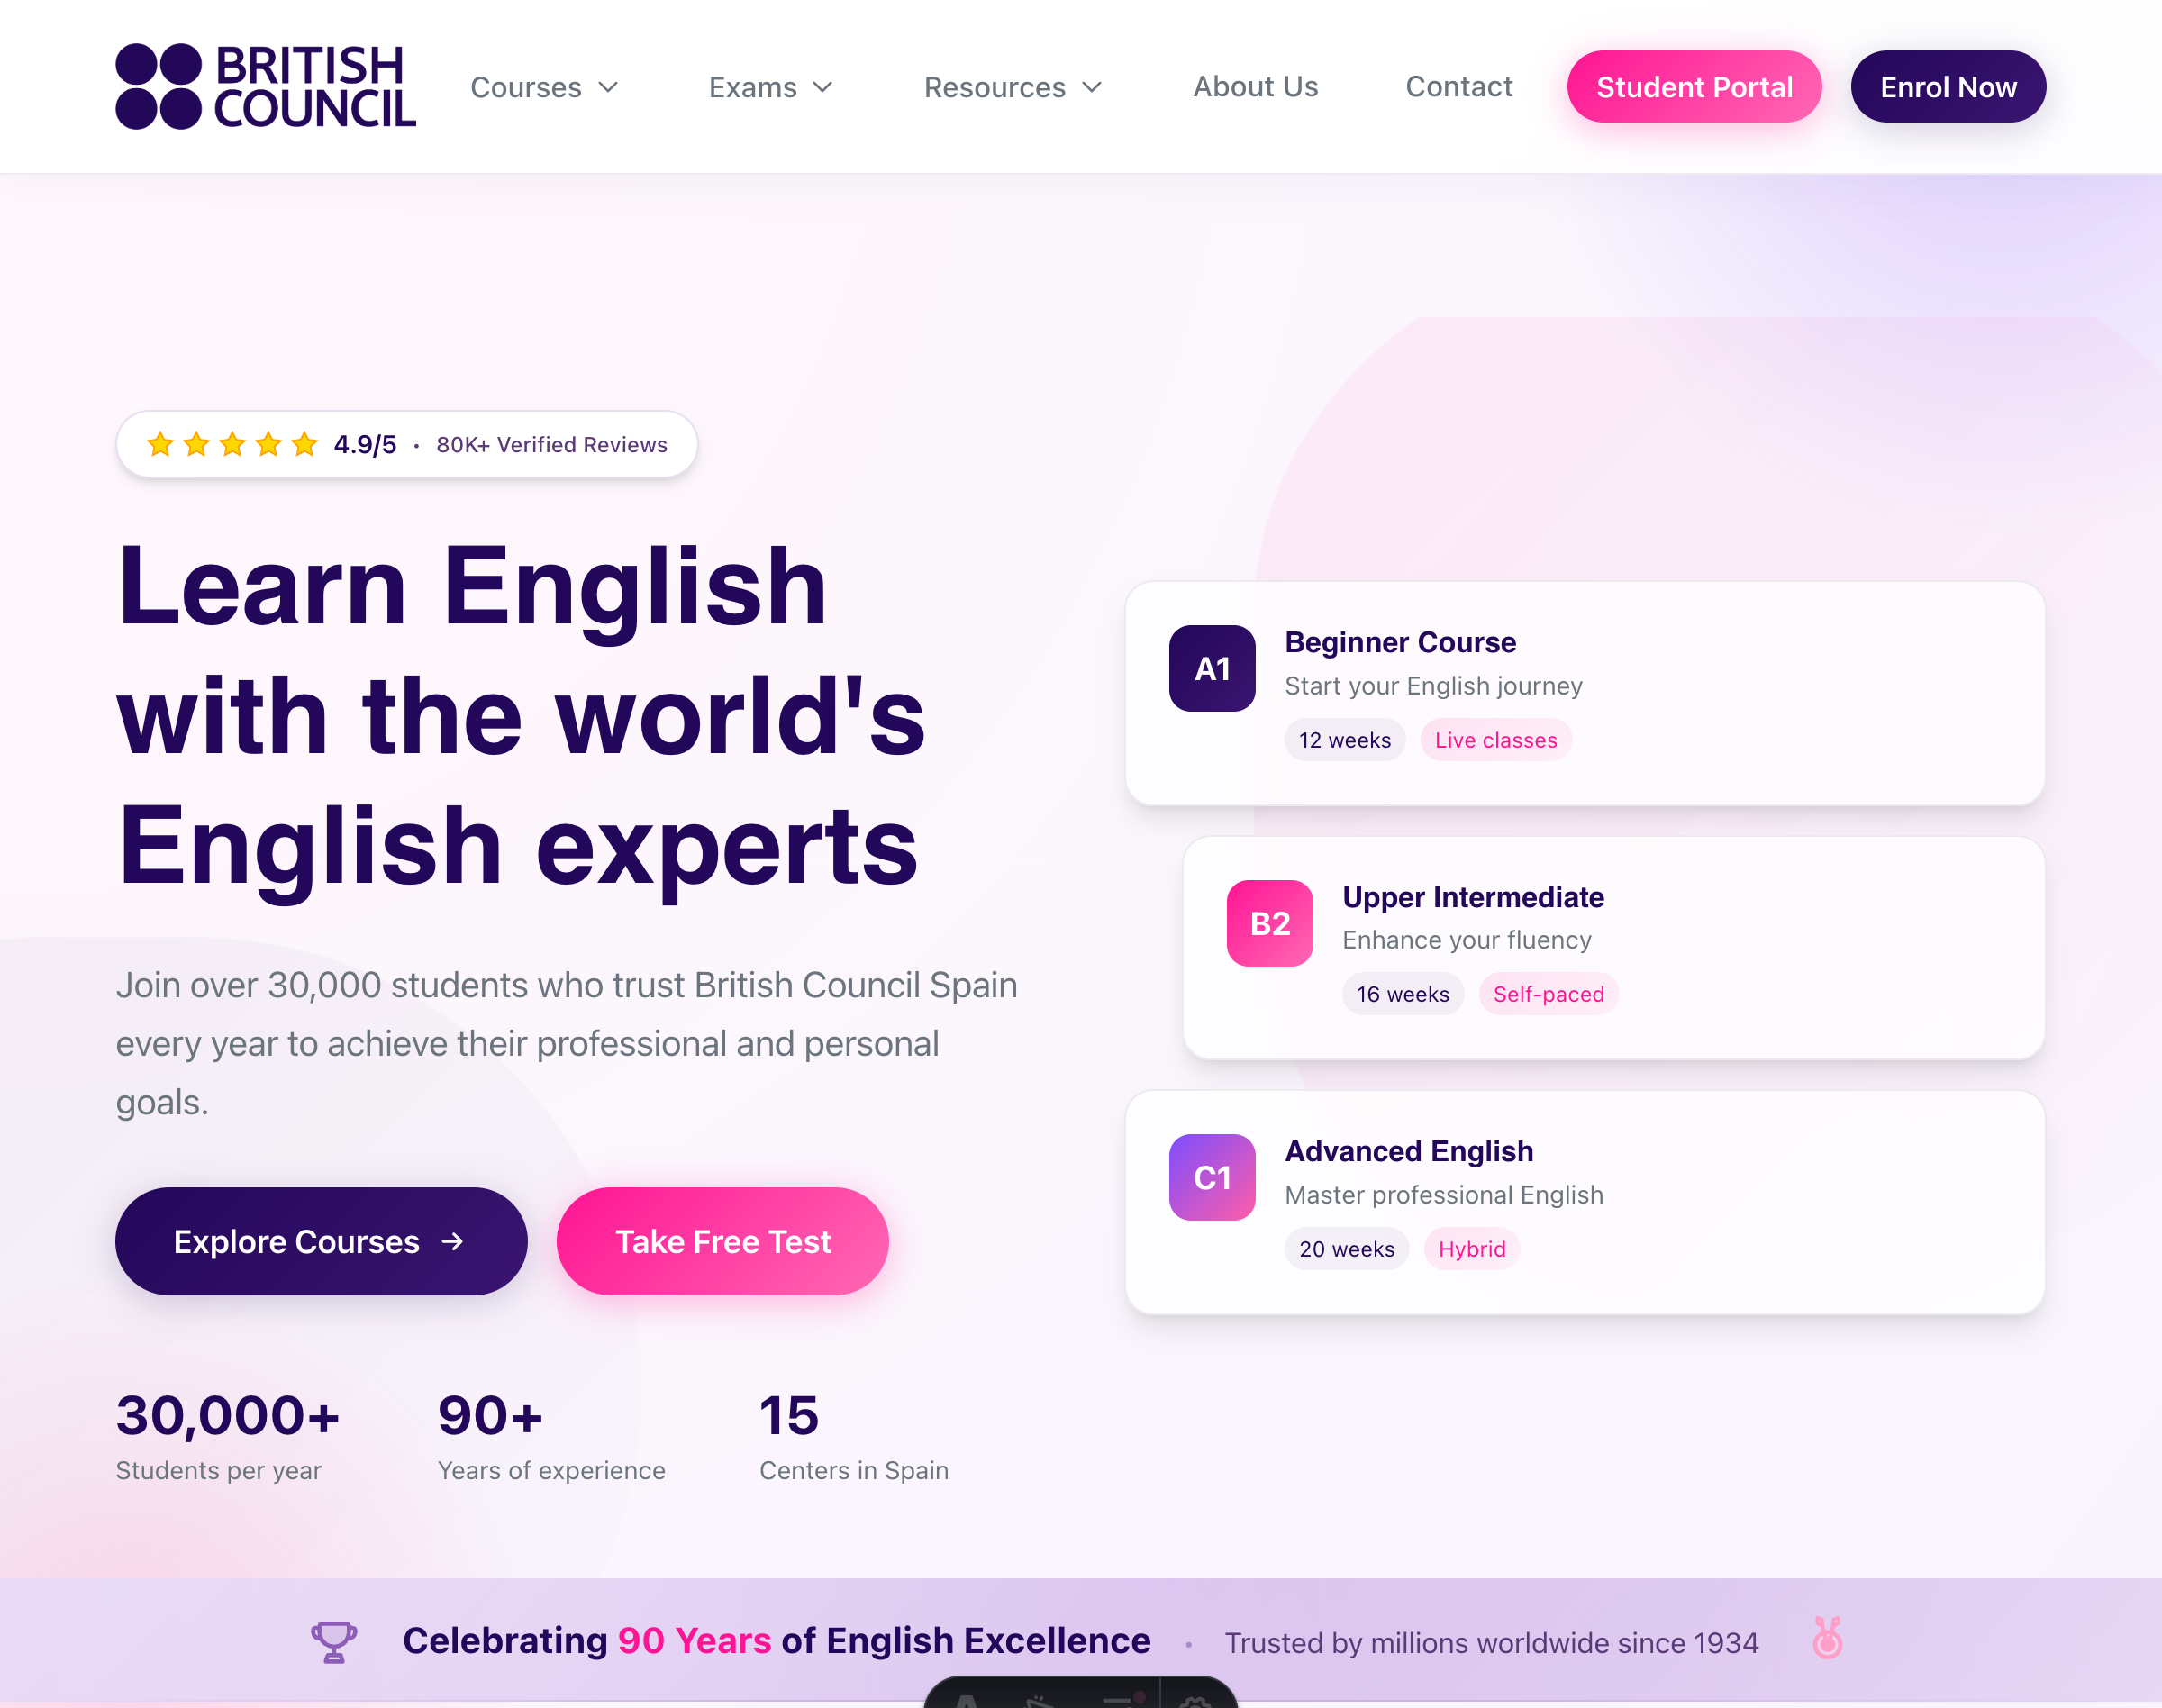 BRITISH
COUNCIL
Courses
Exams
Resources
About Us
Contact
Student Portal
Enrol Now
4.9/5 · 80K+ Verified Reviews
Learn English
with the world's
English experts
Join over 30,000 students who trust British Council Spain
every year to achieve their professional and personal
goals.
Explore Courses →
Take Free Test
30,000+
Students per year
90+
Years of experience
15
Centers in Spain
A1
Beginner Course
Start your English journey
12 weeks
Live classes
B2
Upper Intermediate
Enhance your fluency
16 weeks
Self-paced
C1
Advanced English
Master professional English
20 weeks
Hybrid
Celebrating 90 Years of English Excellence · Trusted by millions worldwide since 1934